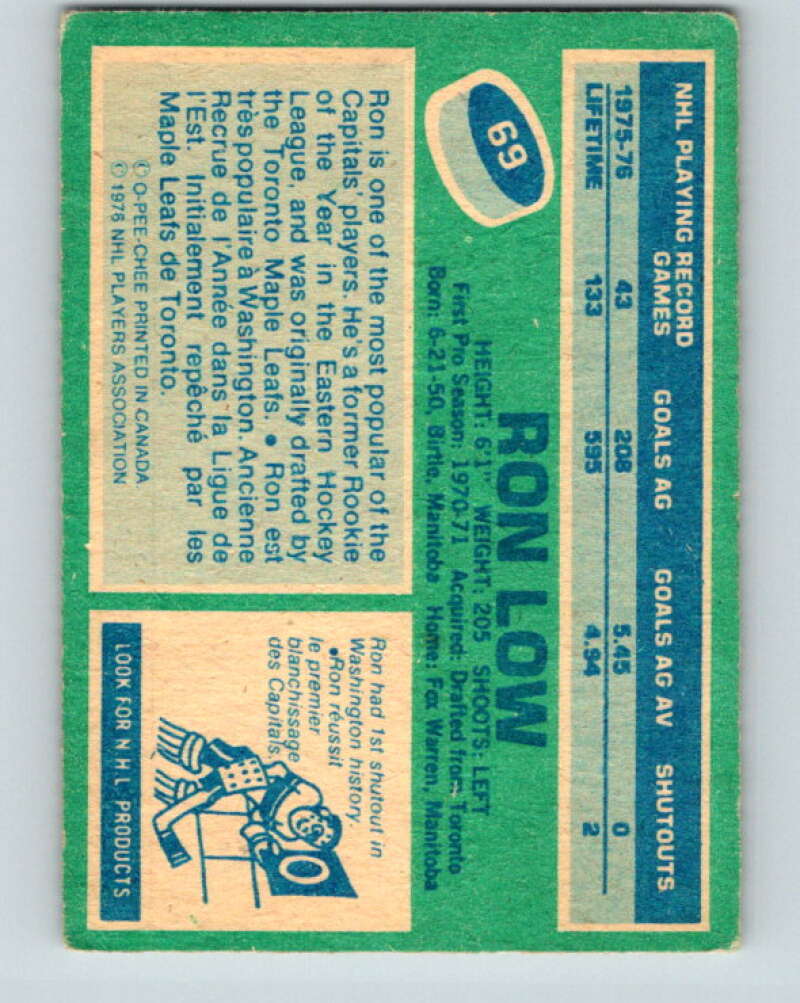 NHL PLAYING RECORD
GAMES GOALS AG GOALS AG AV SHUTOUTS
1975-76 43 208 5.45 0
LIFETIME 133 595 4.94 2
69
RON LOW
HEIGHT: 6'1" WEIGHT: 205 SHOOTS: LEFT
First Pro Season: 1970-71 Acquired: Drafted from Toronto
Born: 6-21-50, Birtle, Manitoba Home: Fox Warren, Manitoba
Ron is one of the most popular of the
Capitals' players. He's a former Rookie
of the Year in the Eastern Hockey
League, and was originally drafted by
the Toronto Maple Leafs. • Ron est
très populaire à Washington. Ancienne
Recrue de l'Année dans la Ligue de
l'Est. Initialement repêché par les
Maple Leafs de Toronto.
© O-PEE-CHEE PRINTED IN CANADA
© 1976 NHL PLAYERS ASSOCIATION
Ron had 1st shutout in
Washington history.
•Ron réussit
le premier
blanchissage
des Capitals.
0
LOOK FOR N.H.L. PRODUCTS